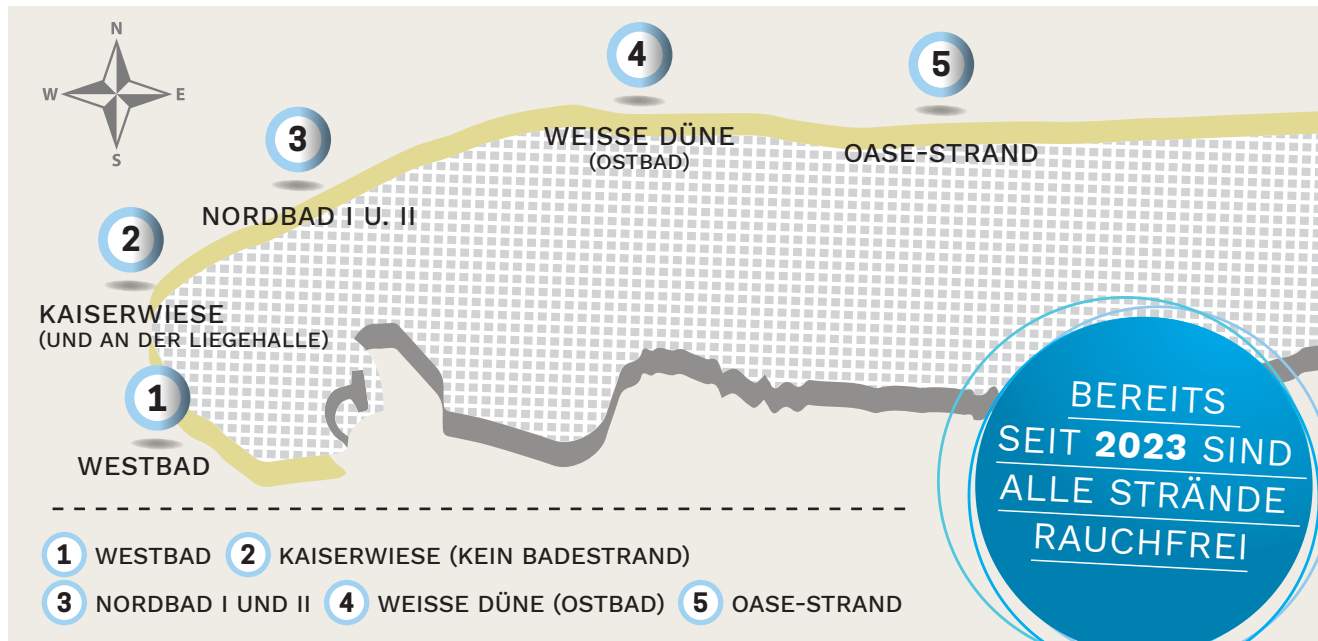 N
W E
S
1
WESTBAD
2
KAISERWIESE
(UND AN DER LIEGEHALLE)
3
NORDBAD I U. II
4
WEISSE DÜNE
(OSTBAD)
5
OASE-STRAND
BEREITS
SEIT 2023 SIND
ALLE STRÄNDE
RAUCHFREI
1 WESTBAD 2 KAISERWIESE (KEIN BADESTRAND)
3 NORDBAD I UND II 4 WEISSE DÜNE (OSTBAD) 5 OASE-STRAND